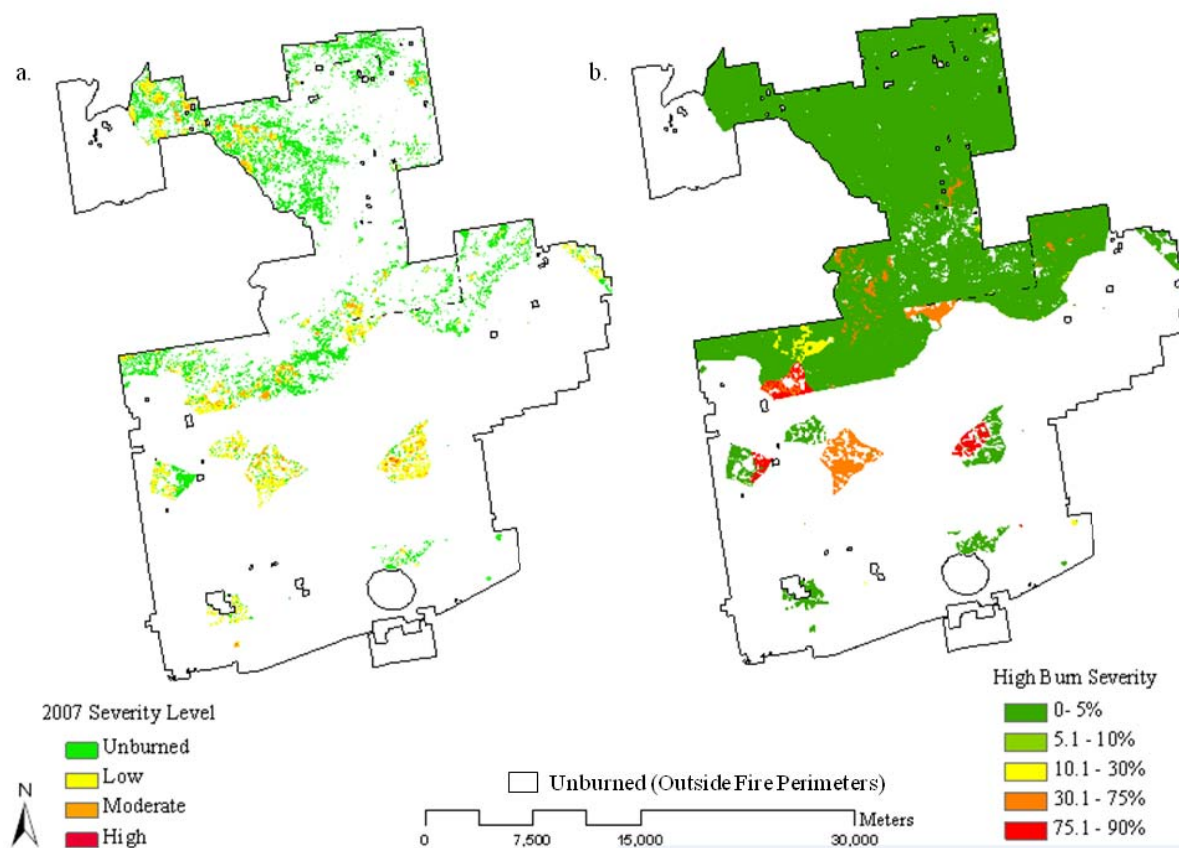 a.
b.
2007 Severity Level
Unburned
Low
Moderate
High
N
Unburned (Outside Fire Perimeters)
Meters
0 7,500 15,000 30,000
High Burn Severity
0- 5%
5.1 - 10%
10.1 - 30%
30.1 - 75%
75.1 - 90%